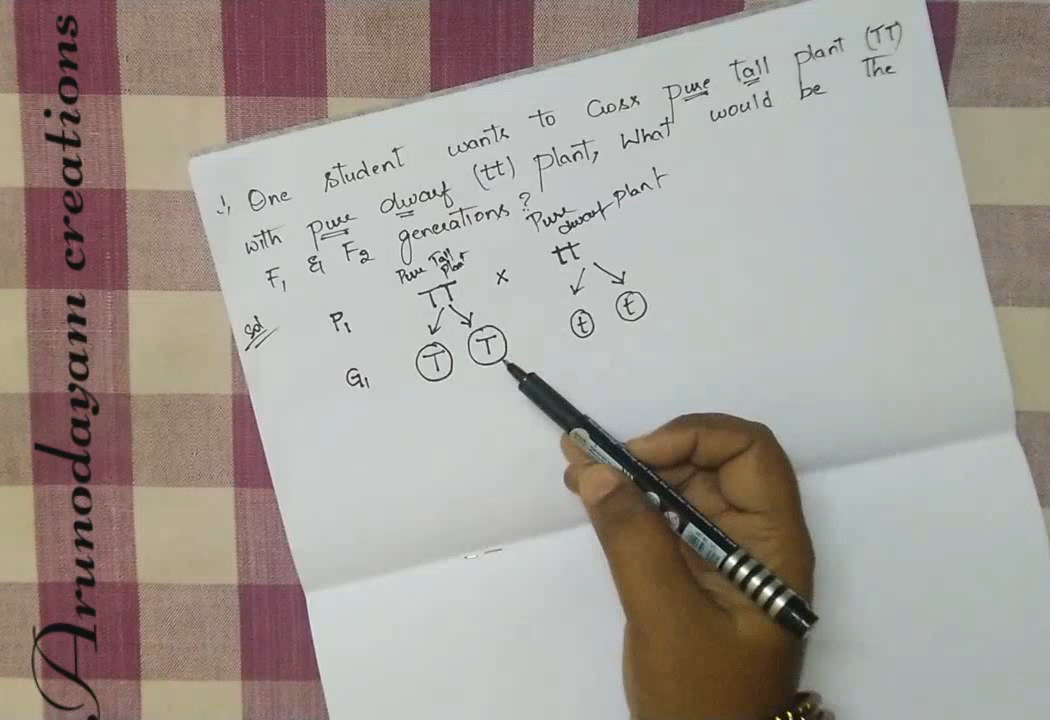 Arunodayam creations
1, One student wants to cross pure Tall plant (TT)
with pure dwarf (tt) plant, What would be The
F1 & F2 generations?
Pure Tall plant
Pure dwarf plant
Sol P1 TT x tt
G1 T T t t